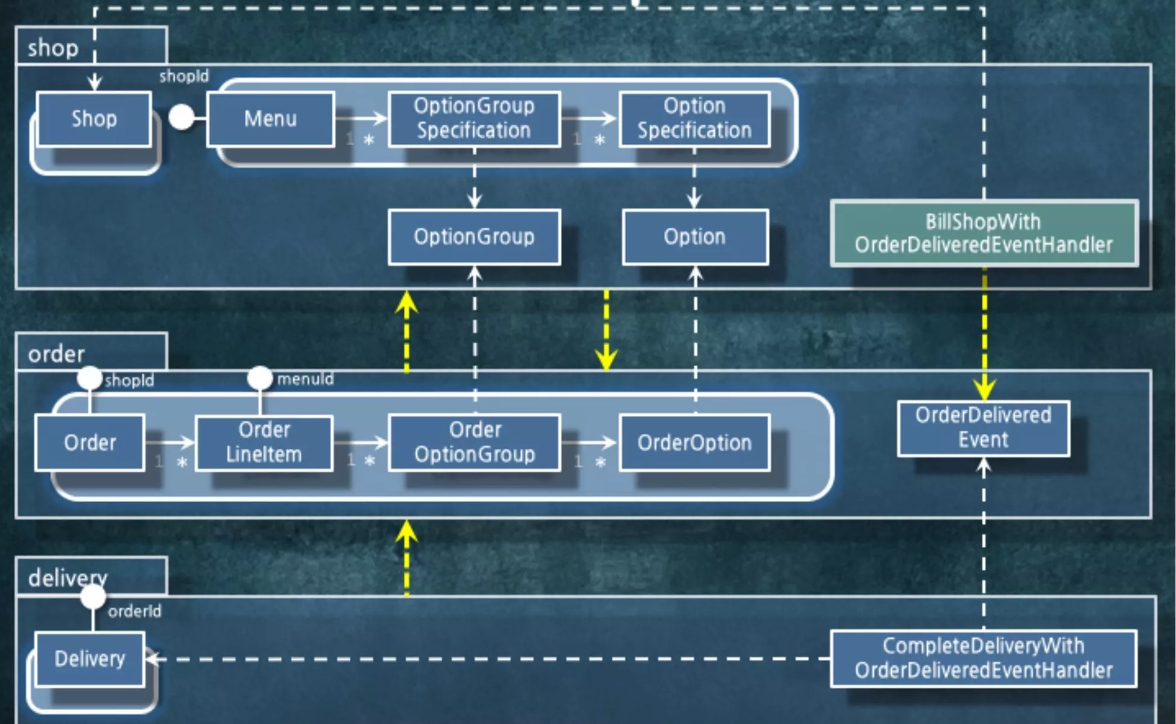 shop
shopId
Shop
Menu
1
*
OptionGroup
Specification
1
*
Option
Specification
OptionGroup
Option
BillShopWith
OrderDeliveredEventHandler
order
shopId
menuId
Order
1
*
Order
LineItem
1
*
Order
OptionGroup
1
*
OrderOption
OrderDelivered
Event
delivery
orderId
Delivery
CompleteDeliveryWith
OrderDeliveredEventHandler